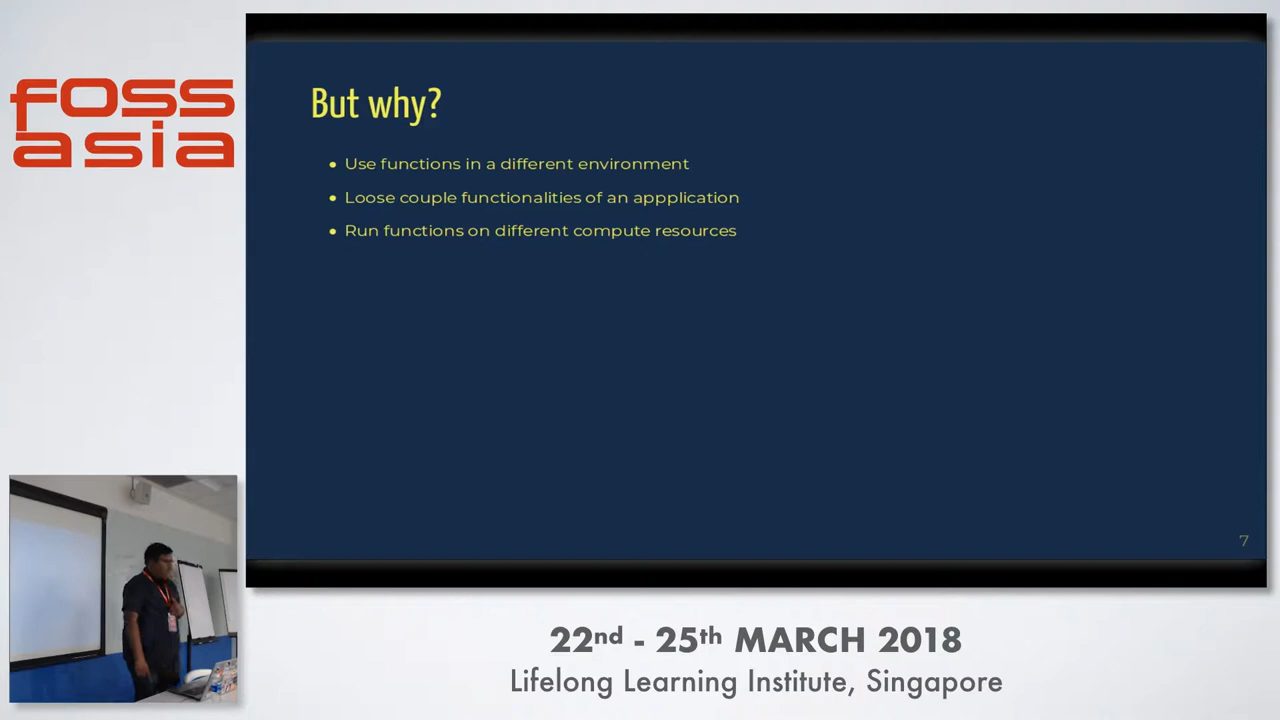 foss
asia
But why?
• Use functions in a different environment
• Loose couple functionalities of an appplication
• Run functions on different compute resources
7
22nd - 25th MARCH 2018
Lifelong Learning Institute, Singapore